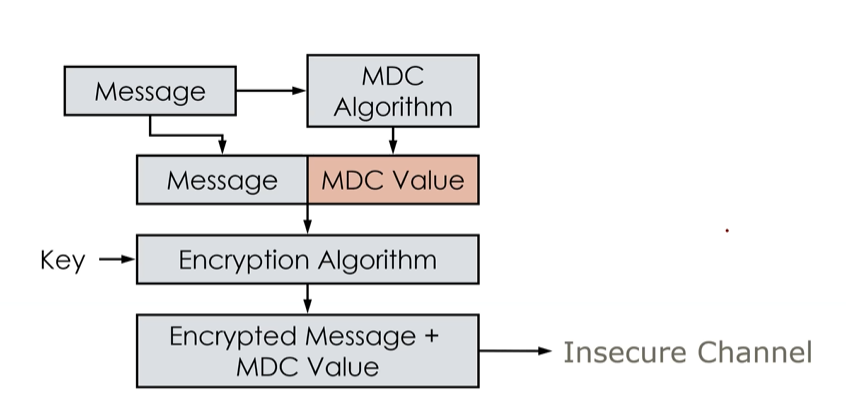 Message
MDC
Algorithm
Message
MDC Value
Key
Encryption Algorithm
Encrypted Message +
MDC Value
Insecure Channel